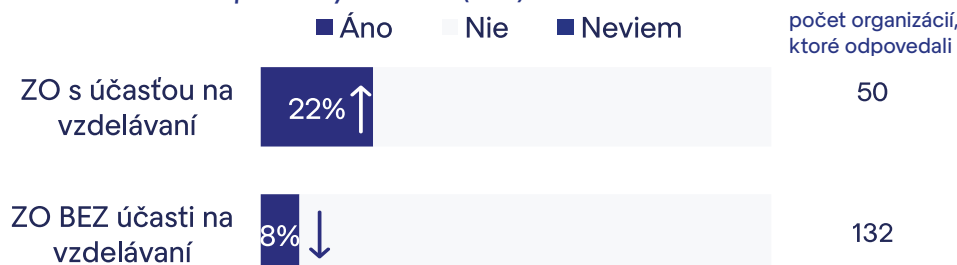 Áno Nie Neviem
počet organizácií,
ktoré odpovedali
ZO s účasťou na
vzdelávaní
22%
50
ZO BEZ účasti na
vzdelávaní
8%
132